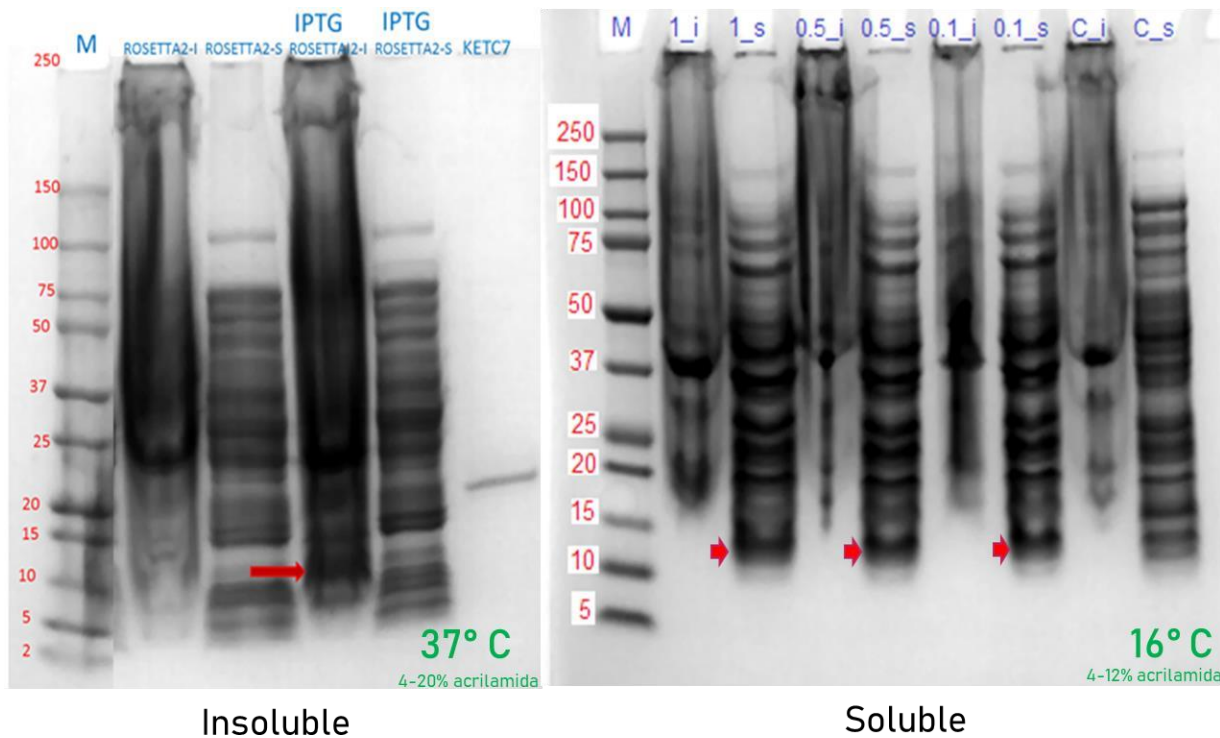 IPTG IPTG
M ROSETTA2-I ROSETTA2-S ROSETTA2-I ROSETTA2-S KETC7
250
150
100
75
50
37
25
20
15
10
5
2
37° C
4-20% acrilamida
Insoluble
M 1_i 1_s 0.5_i 0.5_s 0.1_i 0.1_s C_i C_s
250
150
100
75
50
37
25
20
15
10
5
16° C
4-12% acrilamida
Soluble